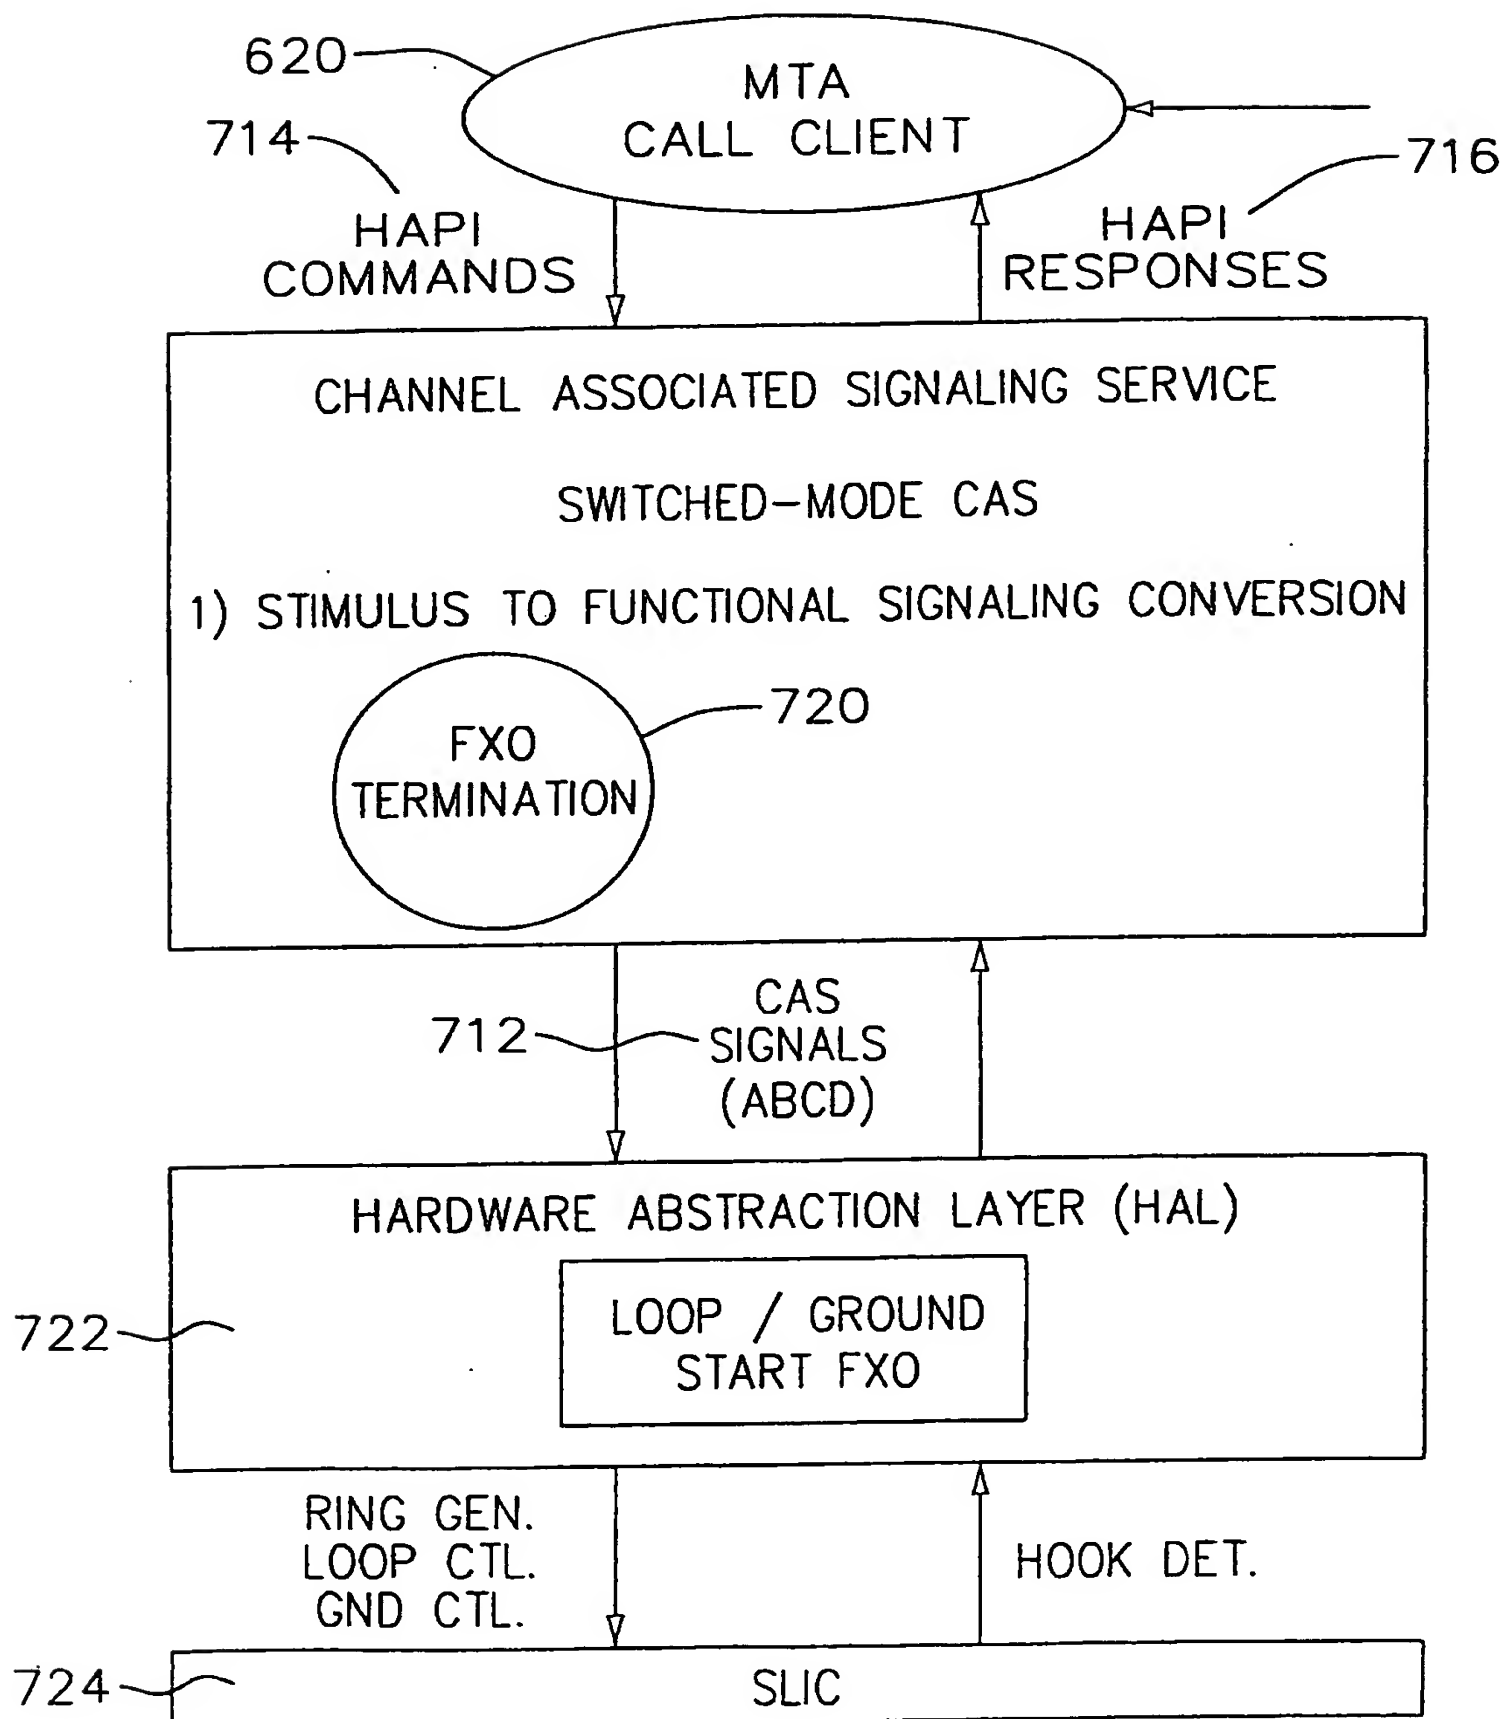 620
MTA
CALL CLIENT
714
716
HAPI
COMMANDS
HAPI
RESPONSES
CHANNEL ASSOCIATED SIGNALING SERVICE
SWITCHED-MODE CAS
1) STIMULUS TO FUNCTIONAL SIGNALING CONVERSION
720
FXO
TERMINATION
712
CAS
SIGNALS
(ABCD)
HARDWARE ABSTRACTION LAYER (HAL)
722
LOOP / GROUND
START FXO
RING GEN.
LOOP CTL.
GND CTL.
HOOK DET.
724
SLIC